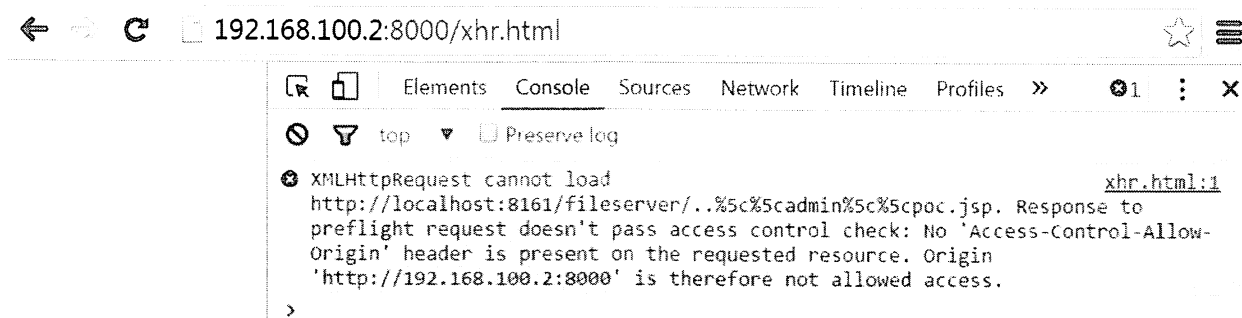 192.168.100.2:8000/xhr.html
Elements Console Sources Network Timeline Profiles » 1
top Preserve log
XMLHttpRequest cannot load xhr.html:1
http://localhost:8161/fileserver/..%5c%5cadmin%5c%5cpoc.jsp. Response to
preflight request doesn't pass access control check: No 'Access-Control-Allow-
Origin' header is present on the requested resource. Origin
'http://192.168.100.2:8000' is therefore not allowed access.
>